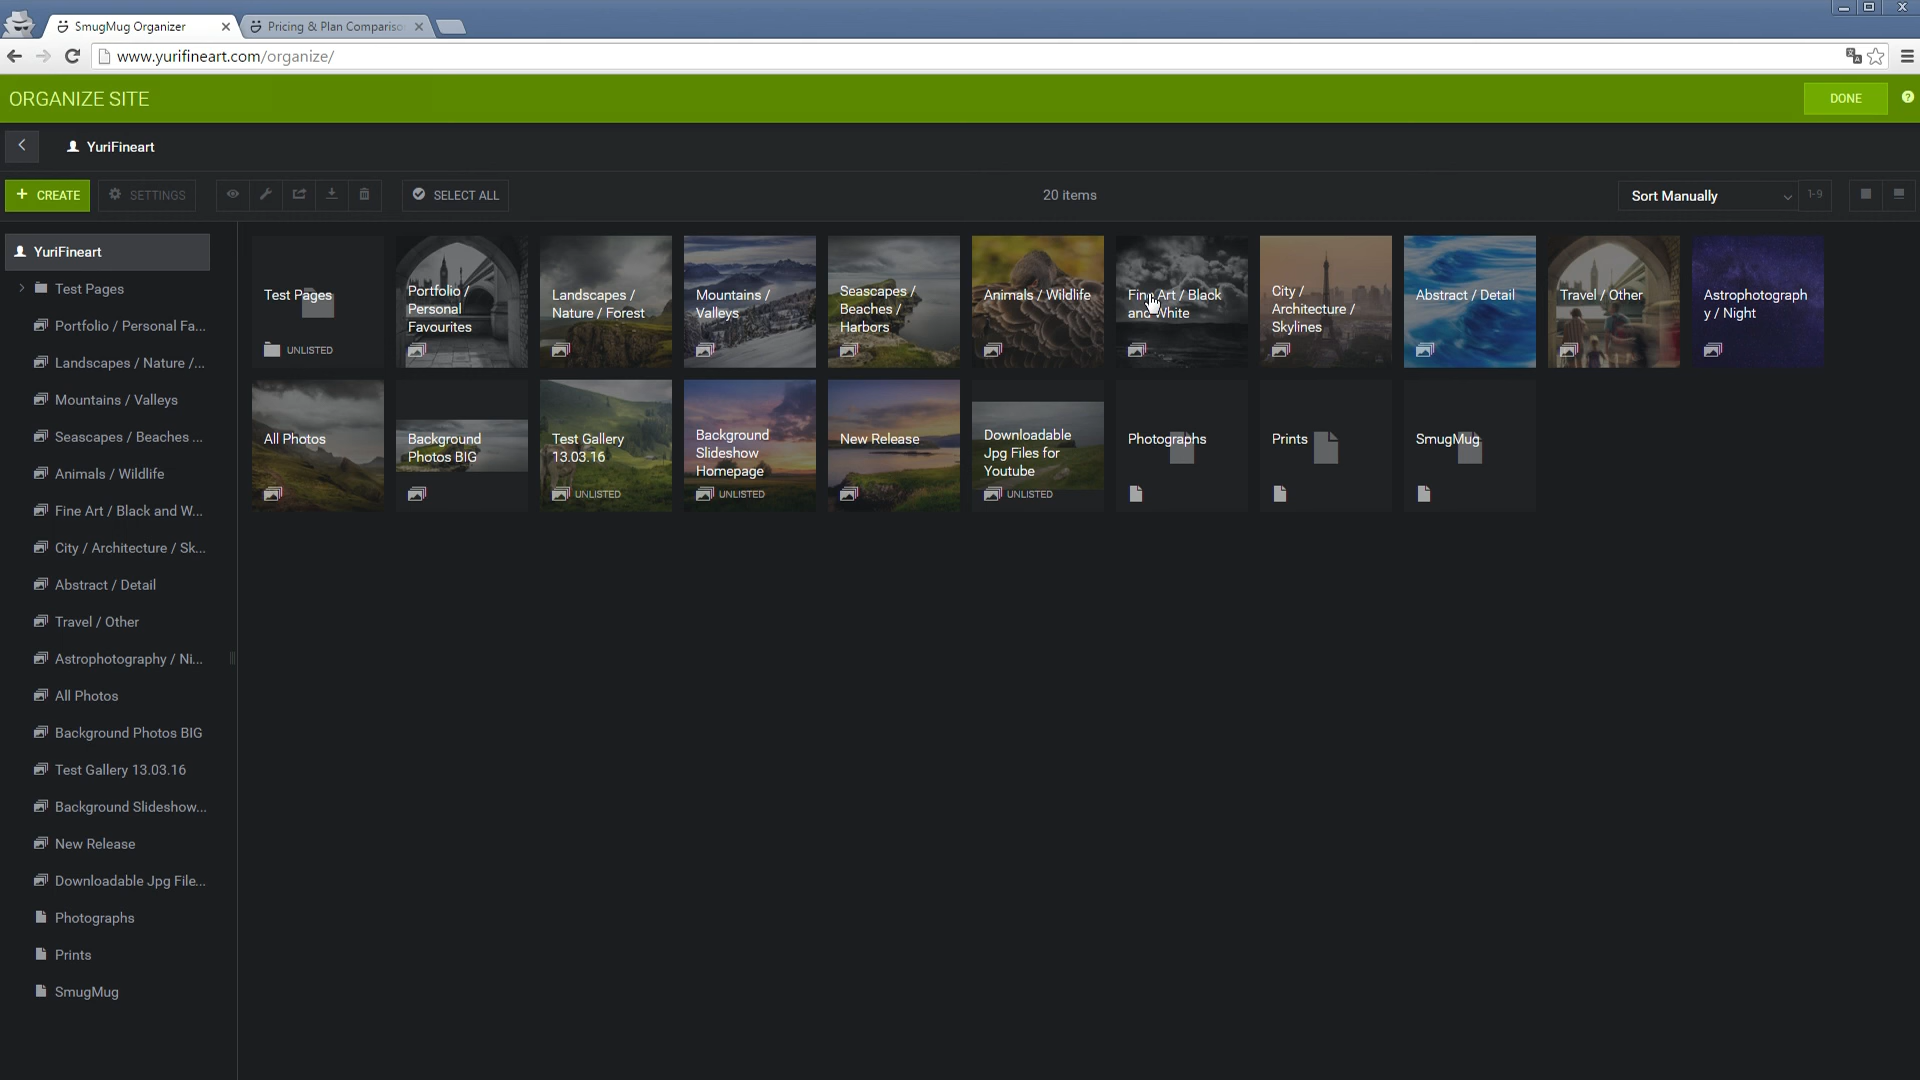 SmugMug Organizer
Pricing & Plan Compariso
www.yurifineart.com/organize/
ORGANIZE SITE
DONE
YuriFineart
+ CREATE
SETTINGS
SELECT ALL
20 items
Sort Manually
1-9
YuriFineart
Test Pages
Portfolio / Personal Fa...
Landscapes / Nature /...
Mountains / Valleys
Seascapes / Beaches ...
Animals / Wildlife
Fine Art / Black and W...
City / Architecture / Sk...
Abstract / Detail
Travel / Other
Astrophotography / Ni...
All Photos
Background Photos BIG
Test Gallery 13.03.16
Background Slideshow...
New Release
Downloadable Jpg File...
Photographs
Prints
SmugMug
Test Pages
UNLISTED
Portfolio /
Personal
Favourites
Landscapes /
Nature / Forest
Mountains /
Valleys
Seascapes /
Beaches /
Harbors
Animals / Wildlife
Fine Art / Black
and White
City /
Architecture /
Skylines
Abstract / Detail
Travel / Other
Astrophotograph
y / Night
All Photos
Background
Photos BIG
Test Gallery
13.03.16
UNLISTED
Background
Slideshow
Homepage
UNLISTED
New Release
Downloadable
Jpg Files for
Youtube
UNLISTED
Photographs
Prints
SmugMug